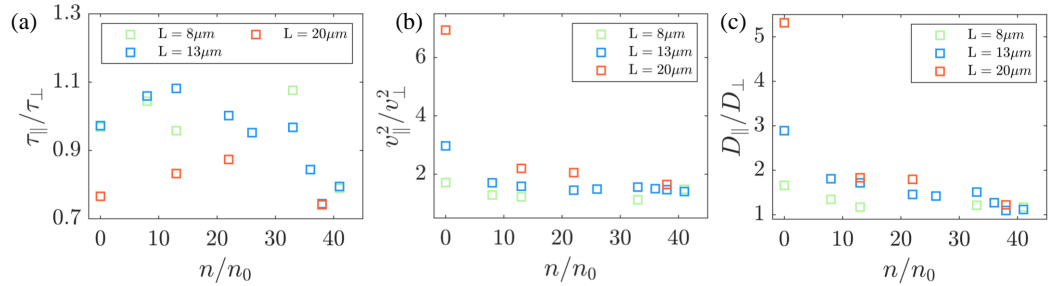 (a)
1.3
1.1
0.9
0.7
τ∥/τ⊥
L = 8μm
L = 13μm
L = 20μm
0 10 20 30 40
n/n₀
(b)
6
4
2
v²∥/v²⊥
L = 8μm
L = 13μm
L = 20μm
0 10 20 30 40
n/n₀
(c)
5
4
3
2
1
D∥/D⊥
L = 8μm
L = 13μm
L = 20μm
0 10 20 30 40
n/n₀